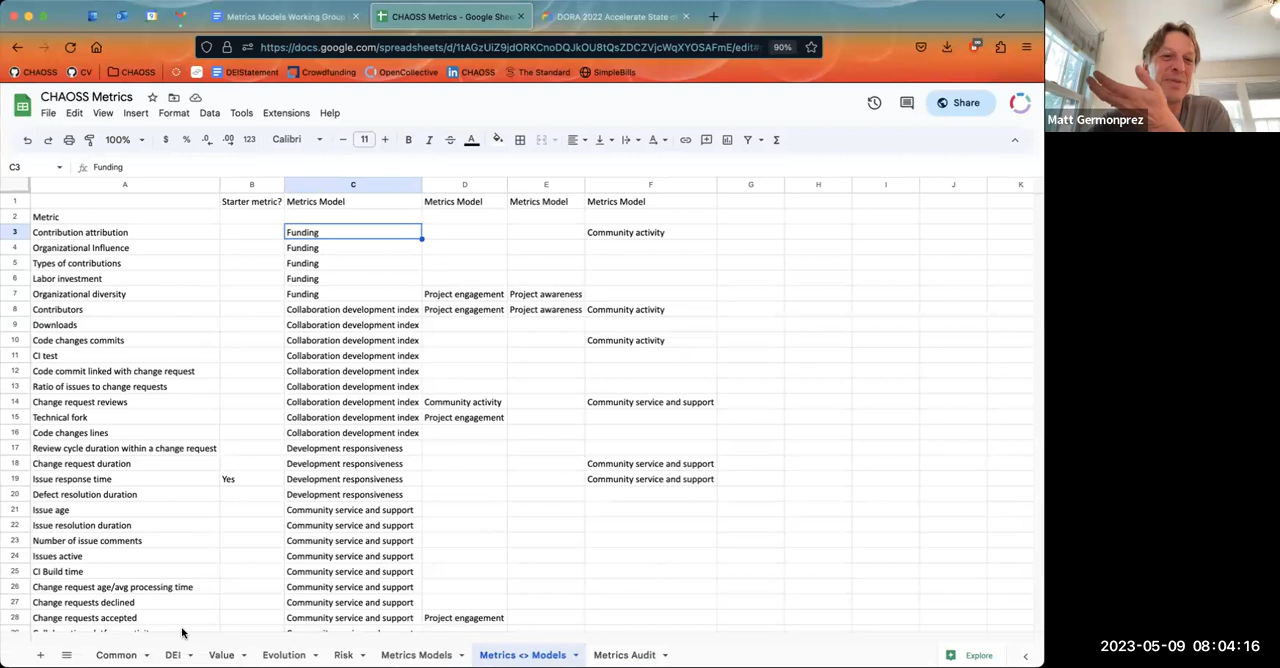 Metrics Models Working Group
CHAOSS Metrics - Google Shee
DORA 2022 Accelerate State
https://docs.google.com/spreadsheets/d/1tAGzUiZ9jdORKCnoDQJkOU8tQsZDCZVjcWqXYOSAFmE/edit#
90%
CHAOSS CV CHAOSS DEIStatement Crowdfunding OpenCollective CHAOSS The Standard SimpleBills
CHAOSS Metrics
File Edit View Insert Format Data Tools Extensions Help
Share
100% $ % .0 .00 123 Calibri 11 B I A Σ
C3 fx Funding
A B C D E F G H I J K
1 Starter metric? Metrics Model Metrics Model Metrics Model Metrics Model
2 Metric
3 Contribution attribution Funding Community activity
4 Organizational Influence Funding
5 Types of contributions Funding
6 Labor investment Funding
7 Organizational diversity Funding Project engagement Project awareness
8 Contributors Collaboration development index Project engagement Project awareness Community activity
9 Downloads Collaboration development index
10 Code changes commits Collaboration development index Community activity
11 CI test Collaboration development index
12 Code commit linked with change request Collaboration development index
13 Ratio of issues to change requests Collaboration development index
14 Change request reviews Collaboration development index Community activity Community service and support
15 Technical fork Collaboration development index Project engagement
16 Code changes lines Collaboration development index
17 Review cycle duration within a change request Development responsiveness
18 Change request duration Development responsiveness Community service and support
19 Issue response time Yes Development responsiveness Community service and support
20 Defect resolution duration Development responsiveness
21 Issue age Community service and support
22 Issue resolution duration Community service and support
23 Number of issue comments Community service and support
24 Issues active Community service and support
25 CI Build time Community service and support
26 Change request age/avg processing time Community service and support
27 Change requests declined Community service and support
28 Change requests accepted Community service and support Project engagement
Common DEI Value Evolution Risk Metrics Models Metrics <> Models Metrics Audit
Explore
Matt Germonprez
2023-05-09 08:04:16